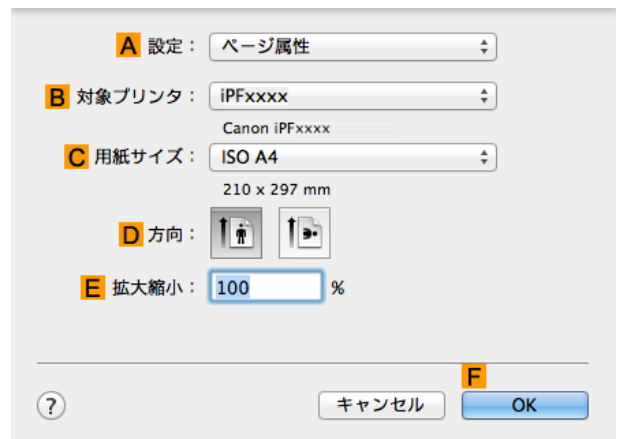 A 設定： ページ属性
B 対象プリンタ： iPFxxxx
Canon iPFxxxx
C 用紙サイズ： ISO A4
210 x 297 mm
D 方向：
E 拡大縮小： 100 %
F
? キャンセル OK